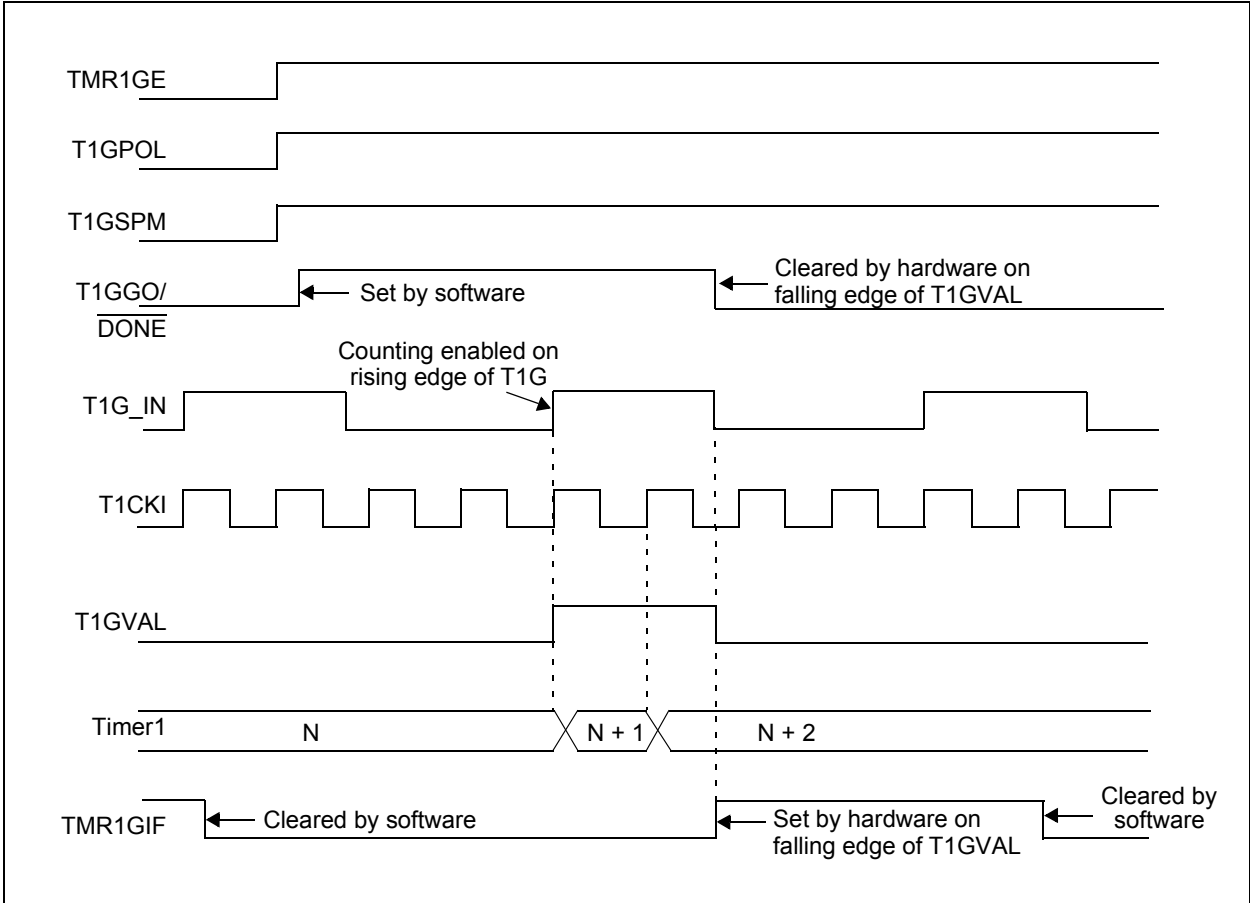 TMR1GE
T1GPOL
T1GSPM
T1GGO/
DONE
Set by software
Cleared by hardware on
falling edge of T1GVAL
Counting enabled on
rising edge of T1G
T1G_IN
T1CKI
T1GVAL
Timer1
N
N + 1
N + 2
TMR1GIF
Cleared by software
Set by hardware on
falling edge of T1GVAL
Cleared by
software